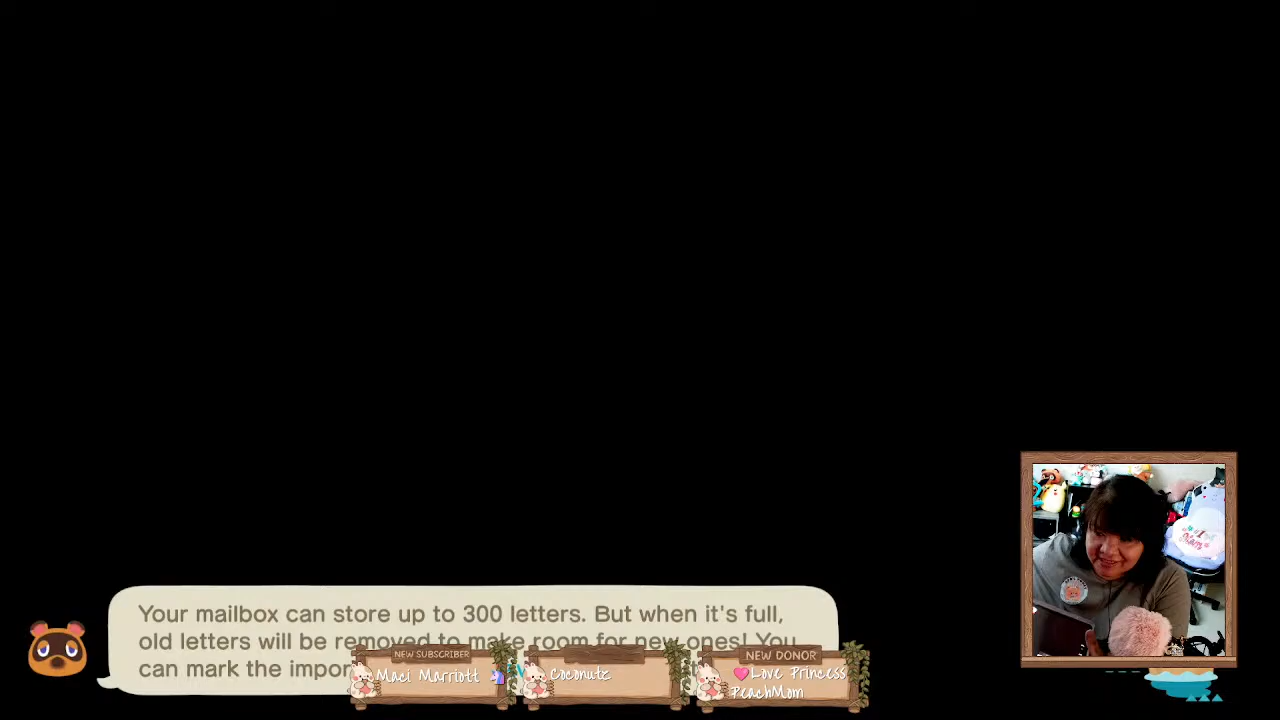 Your mailbox can store up to 300 letters. But when it's full,
old letters will be removed to make room for new ones! You
can mark the impor
NEW SUBSCRIBER
Maci Marriott
Coconutz
NEW DONOR
Love Princess
PeachMom